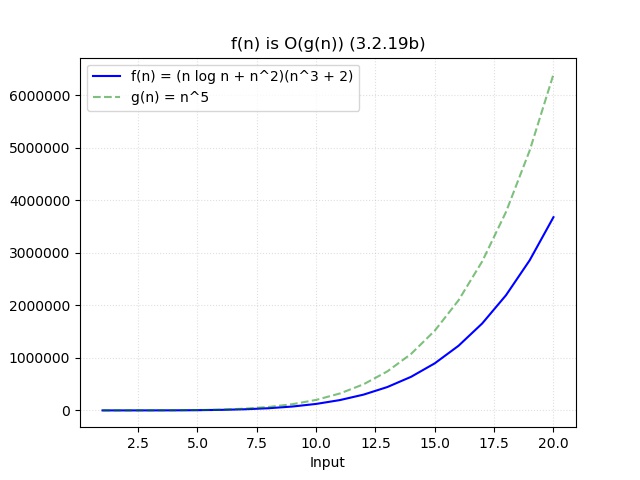 f(n) is O(g(n)) (3.2.19b)
f(n) = (n log n + n^2)(n^3 + 2)
g(n) = n^5
6000000
5000000
4000000
3000000
2000000
1000000
0
2.5 5.0 7.5 10.0 12.5 15.0 17.5 20.0
Input